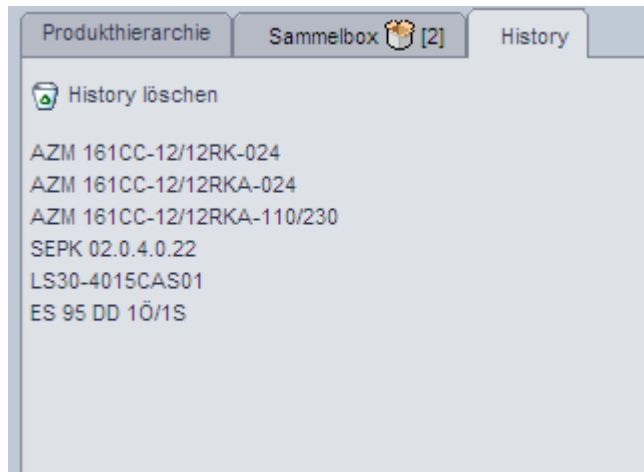 Produkthierarchie Sammelbox [2] History
History löschen
AZM 161CC-12/12RK-024
AZM 161CC-12/12RKA-024
AZM 161CC-12/12RKA-110/230
SEPK 02.0.4.0.22
LS30-4015CAS01
ES 95 DD 1Ö/1S